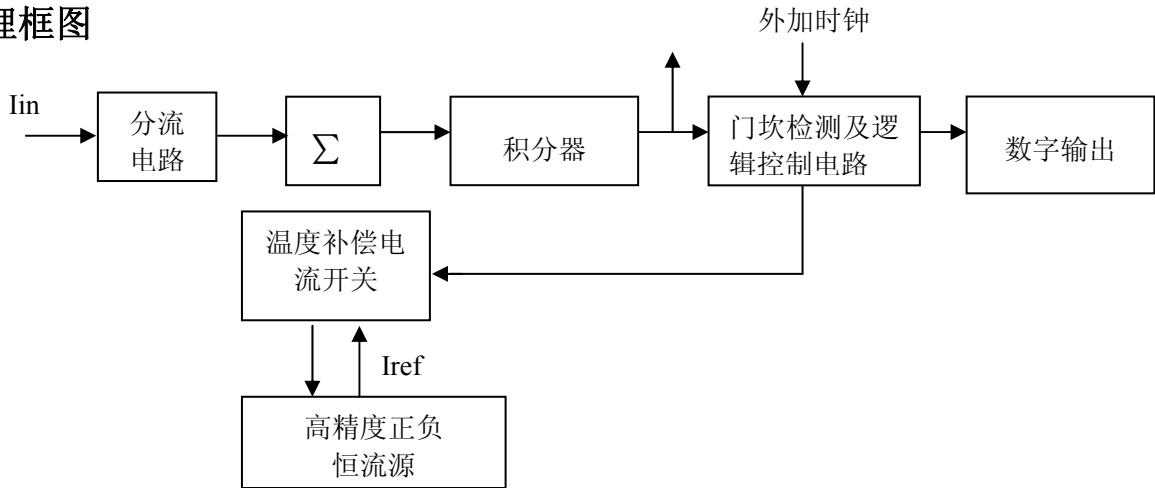 理框图
外加时钟
Iin
分流
电路
∑
积分器
门坎检测及逻
辑控制电路
数字输出
温度补偿电
流开关
Iref
高精度正负
恒流源